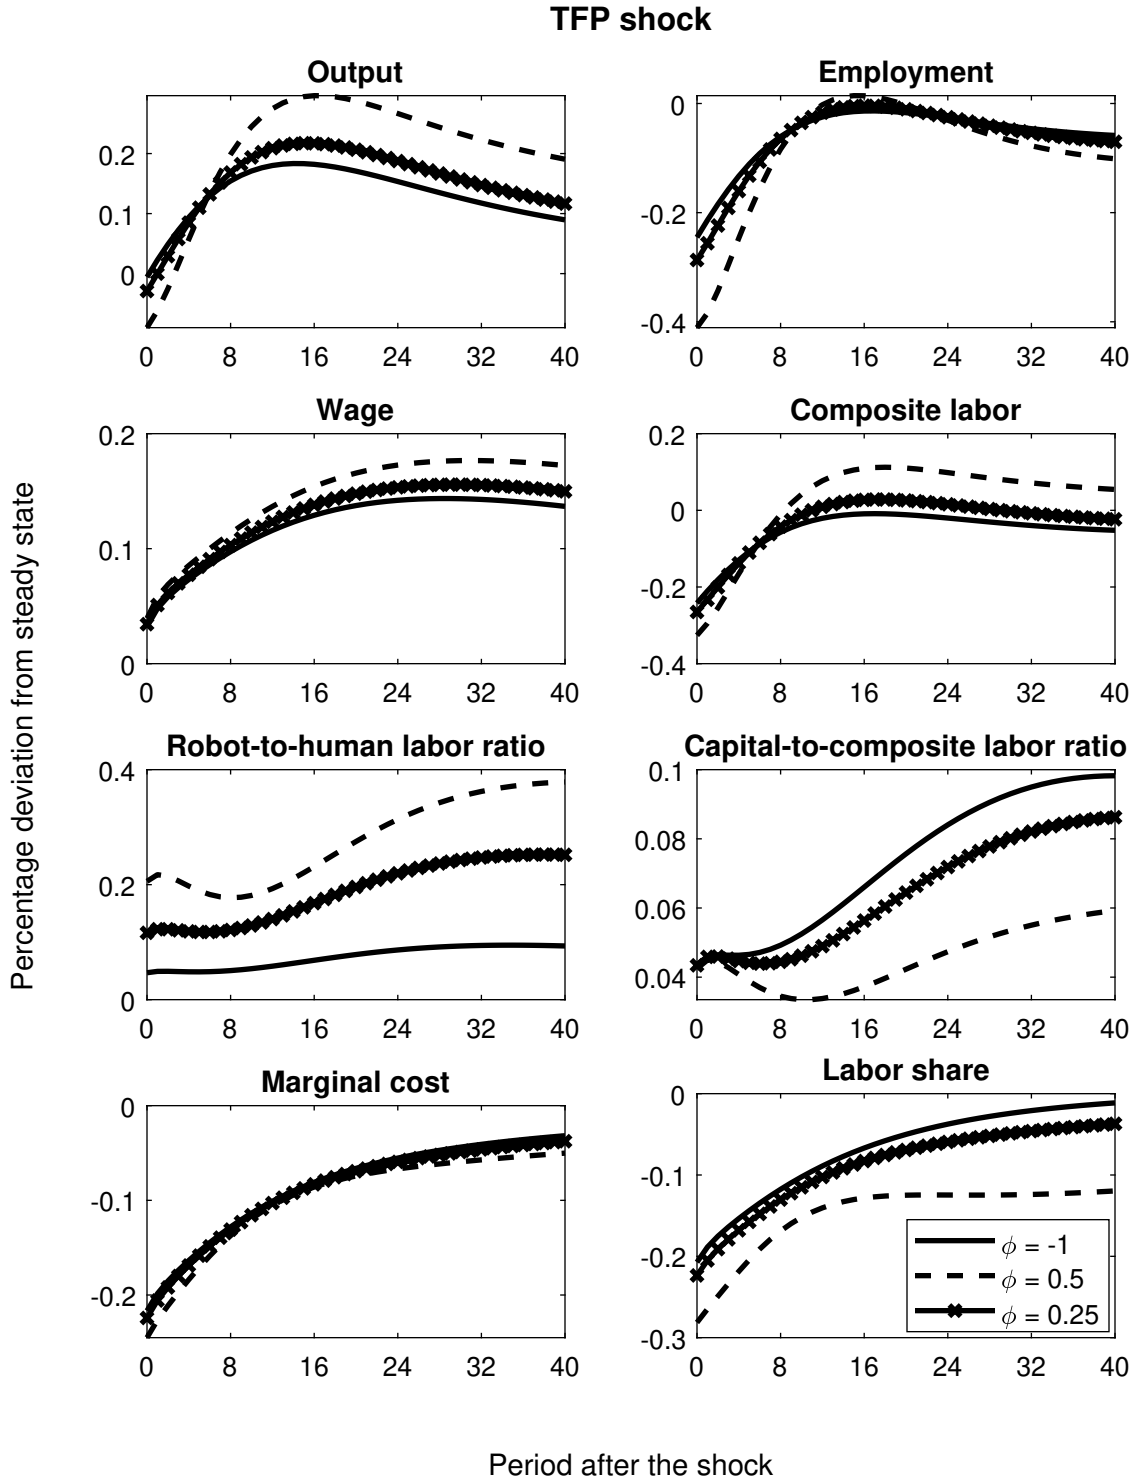 TFP shock
Output
Employment
0.2
0.1
0
0 8 16 24 32 40
0
-0.2
-0.4
0 8 16 24 32 40
Wage
Composite labor
0.2
0.1
0
0 8 16 24 32 40
0.2
0
-0.2
-0.4
0 8 16 24 32 40
Percentage deviation from steady state
Robot-to-human labor ratio
Capital-to-composite labor ratio
0.4
0.2
0
0 8 16 24 32 40
0.1
0.08
0.06
0.04
0 8 16 24 32 40
Marginal cost
Labor share
0
-0.1
-0.2
0 8 16 24 32 40
0
-0.1
-0.2
-0.3
0 8 16 24 32 40
ϕ = -1
ϕ = 0.5
ϕ = 0.25
Period after the shock